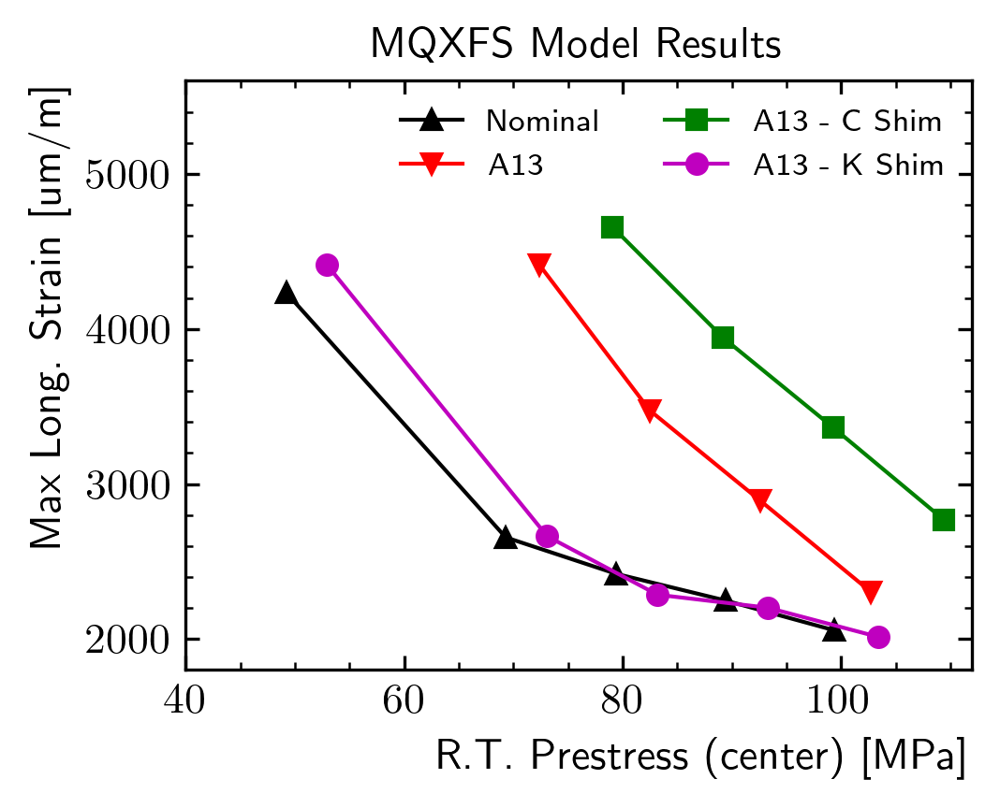 MQXFS Model Results
Nominal
A13
A13 - C Shim
A13 - K Shim
Max Long. Strain [um/m]
5000
4000
3000
2000
40 60 80 100
R.T. Prestress (center) [MPa]